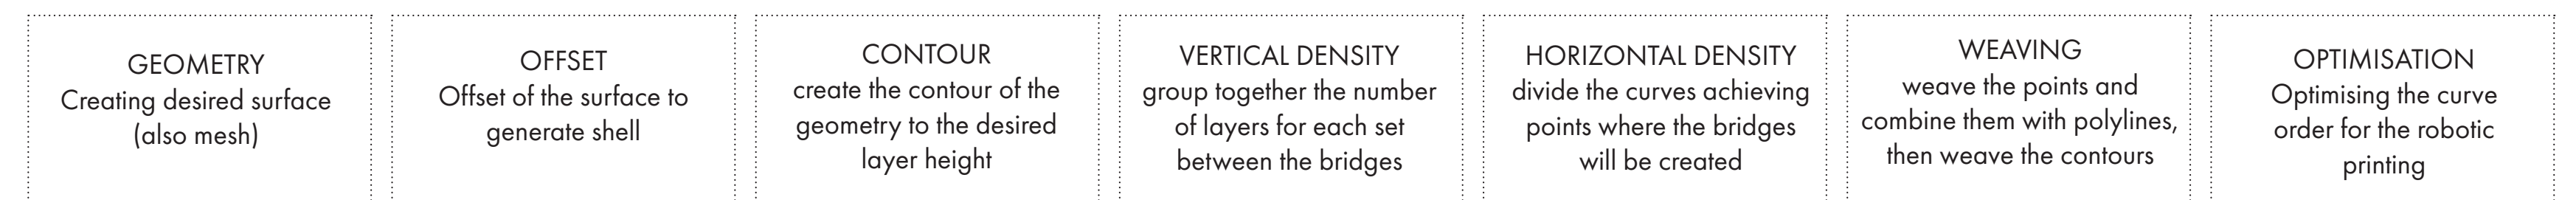 GEOMETRY
Creating desired surface
(also mesh)
OFFSET
Offset of the surface to
generate shell
CONTOUR
create the contour of the
geometry to the desired
layer height
VERTICAL DENSITY
group together the number
of layers for each set
between the bridges
HORIZONTAL DENSITY
divide the curves achieving
points where the bridges
will be created
WEAVING
weave the points and
combine them with polylines,
then weave the contours
OPTIMISATION
Optimising the curve
order for the robotic
printing